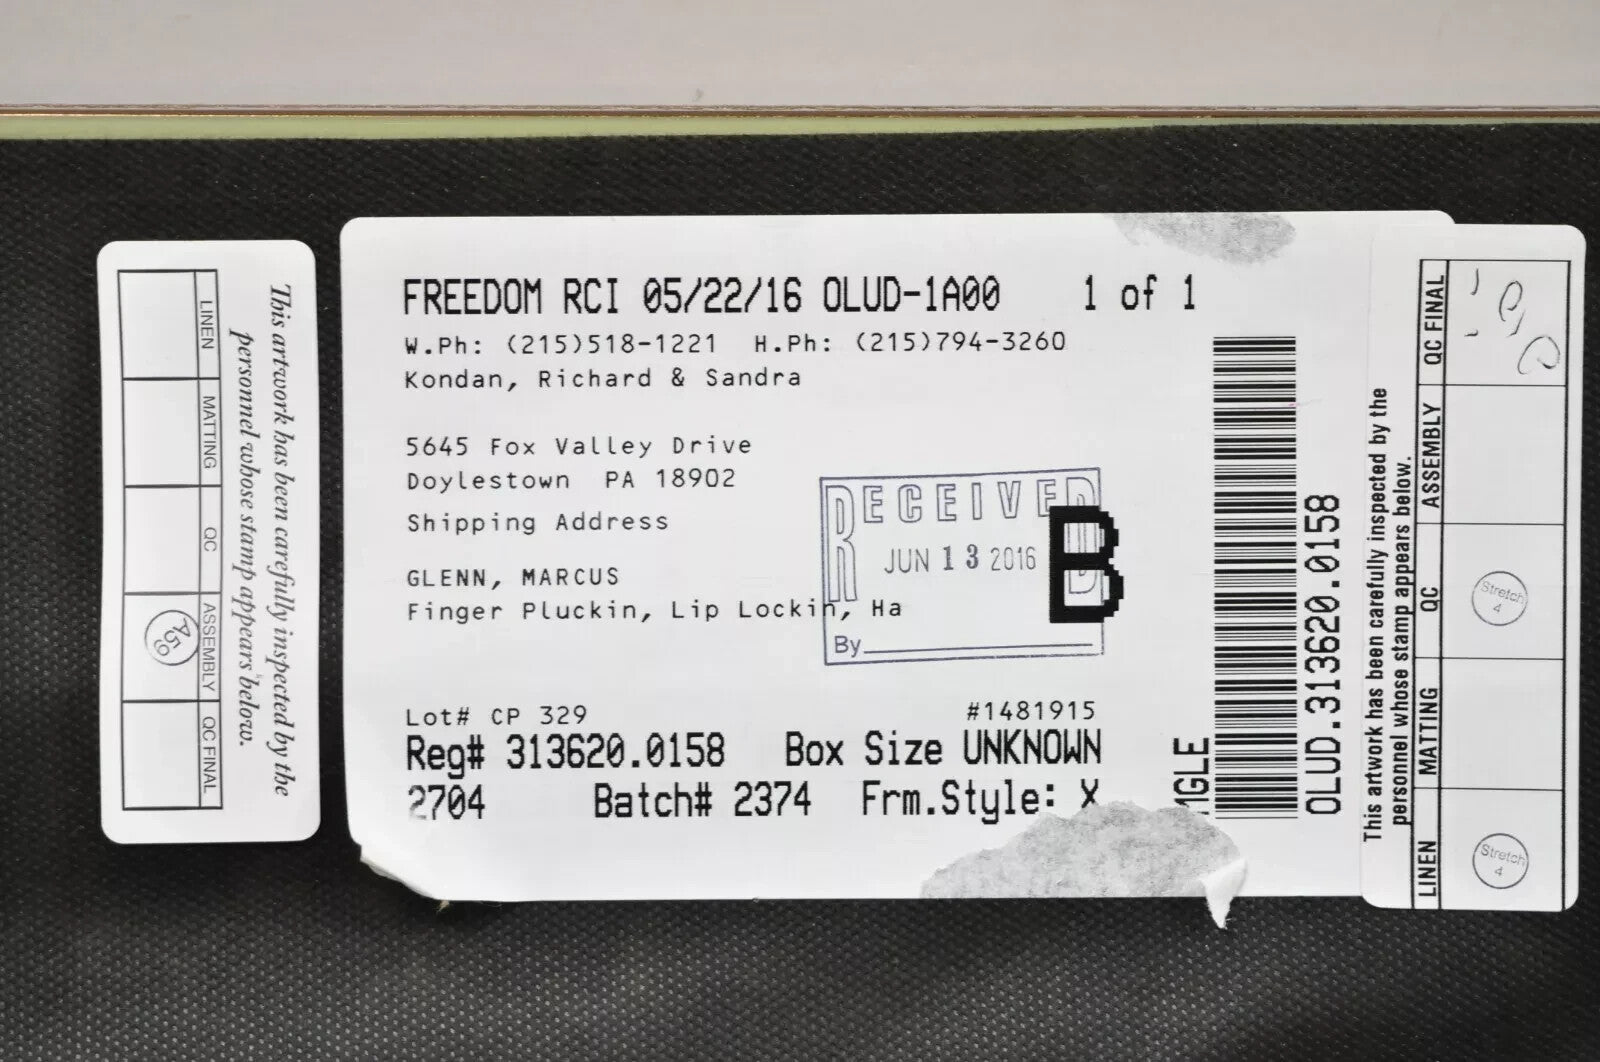 This artwork has been carefully inspected by the
personnel whose stamp appears below.
LINEN
MATTING
QC
ASSEMBLY
QC FINAL
A59
FREEDOM RCI 05/22/16 OLUD-1A00 1 of 1
W.Ph: (215)518-1221 H.Ph: (215)794-3260
Kondan, Richard & Sandra
5645 Fox Valley Drive
Doylestown PA 18902
Shipping Address
GLENN, MARCUS
Finger Pluckin, Lip Lockin, Ha
RECEIVED
JUN 13 2016
By
B
Lot# CP 329 #1481915
Reg# 313620.0158 Box Size UNKNOWN
2704 Batch# 2374 Frm.Style: X
OLUD.313620.0158
This artwork has been carefully inspected by the
personnel whose stamp appears below.
LINEN MATTING QC ASSEMBLY QC FINAL
Stretch
4
Stretch
4